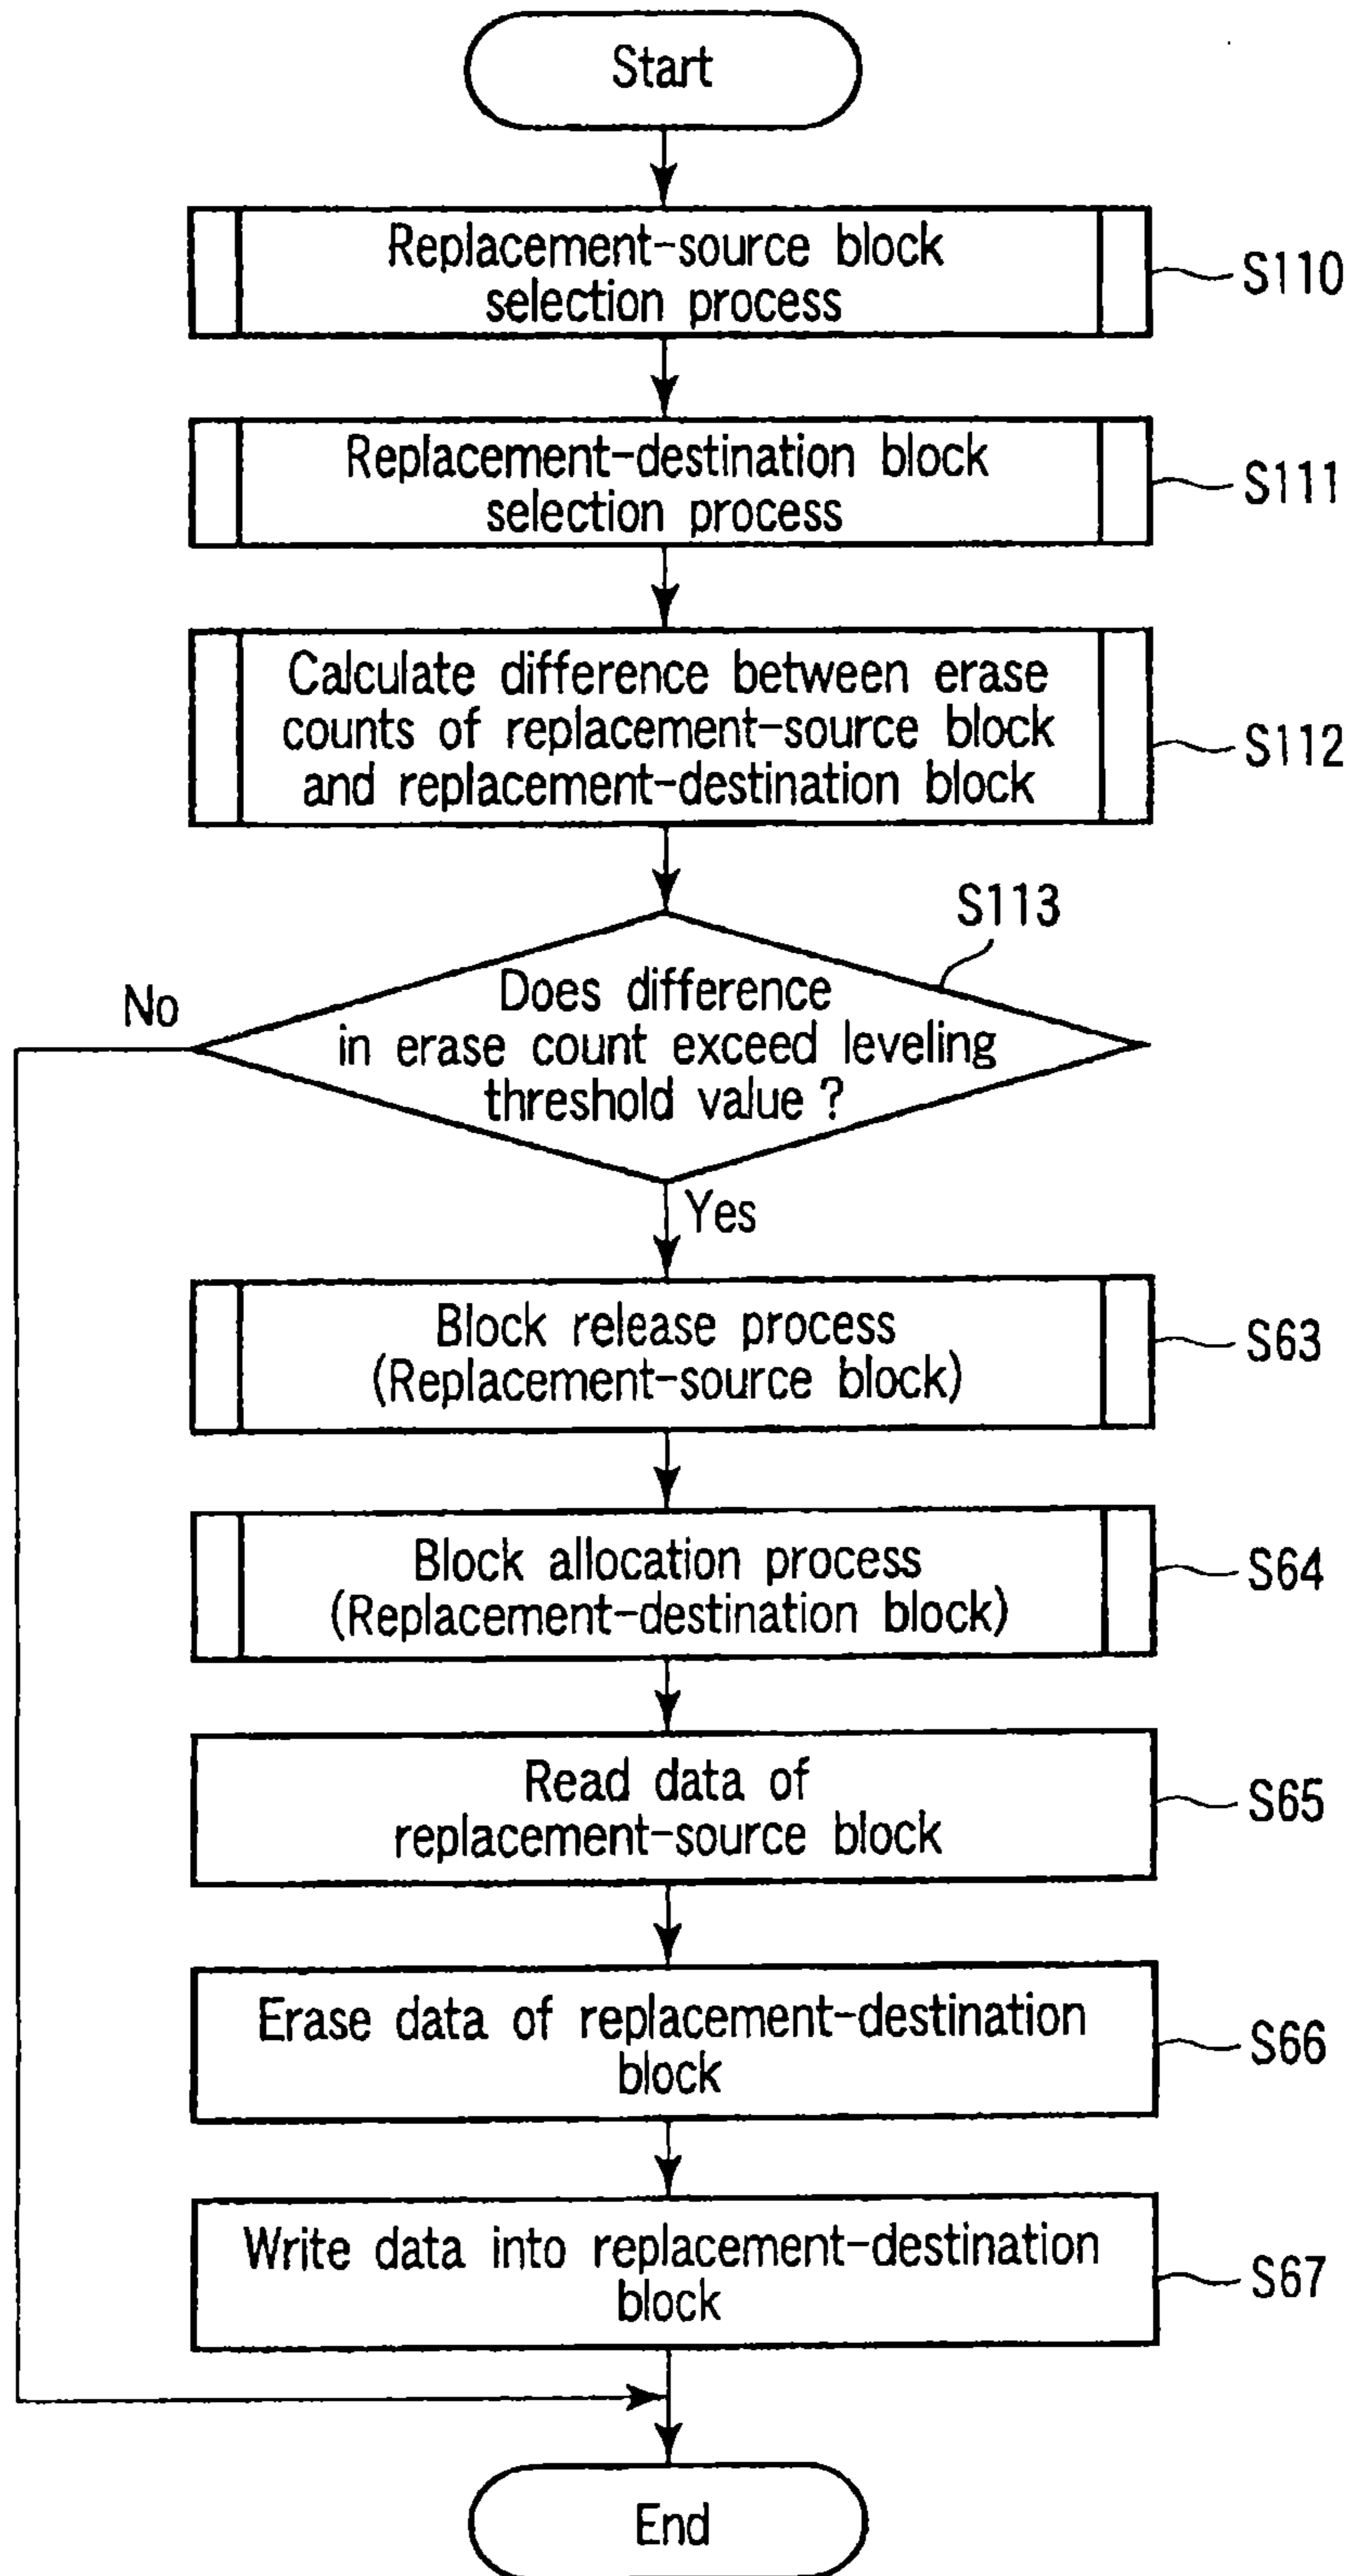 Start
Replacement-source block
selection process
S110
Replacement-destination block
selection process
S111
Calculate difference between erase
counts of replacement-source block
and replacement-destination block
S112
S113
No
Does difference
in erase count exceed leveling
threshold value ?
Yes
Block release process
(Replacement-source block)
S63
Block allocation process
(Replacement-destination block)
S64
Read data of
replacement-source block
S65
Erase data of replacement-destination
block
S66
Write data into replacement-destination
block
S67
End